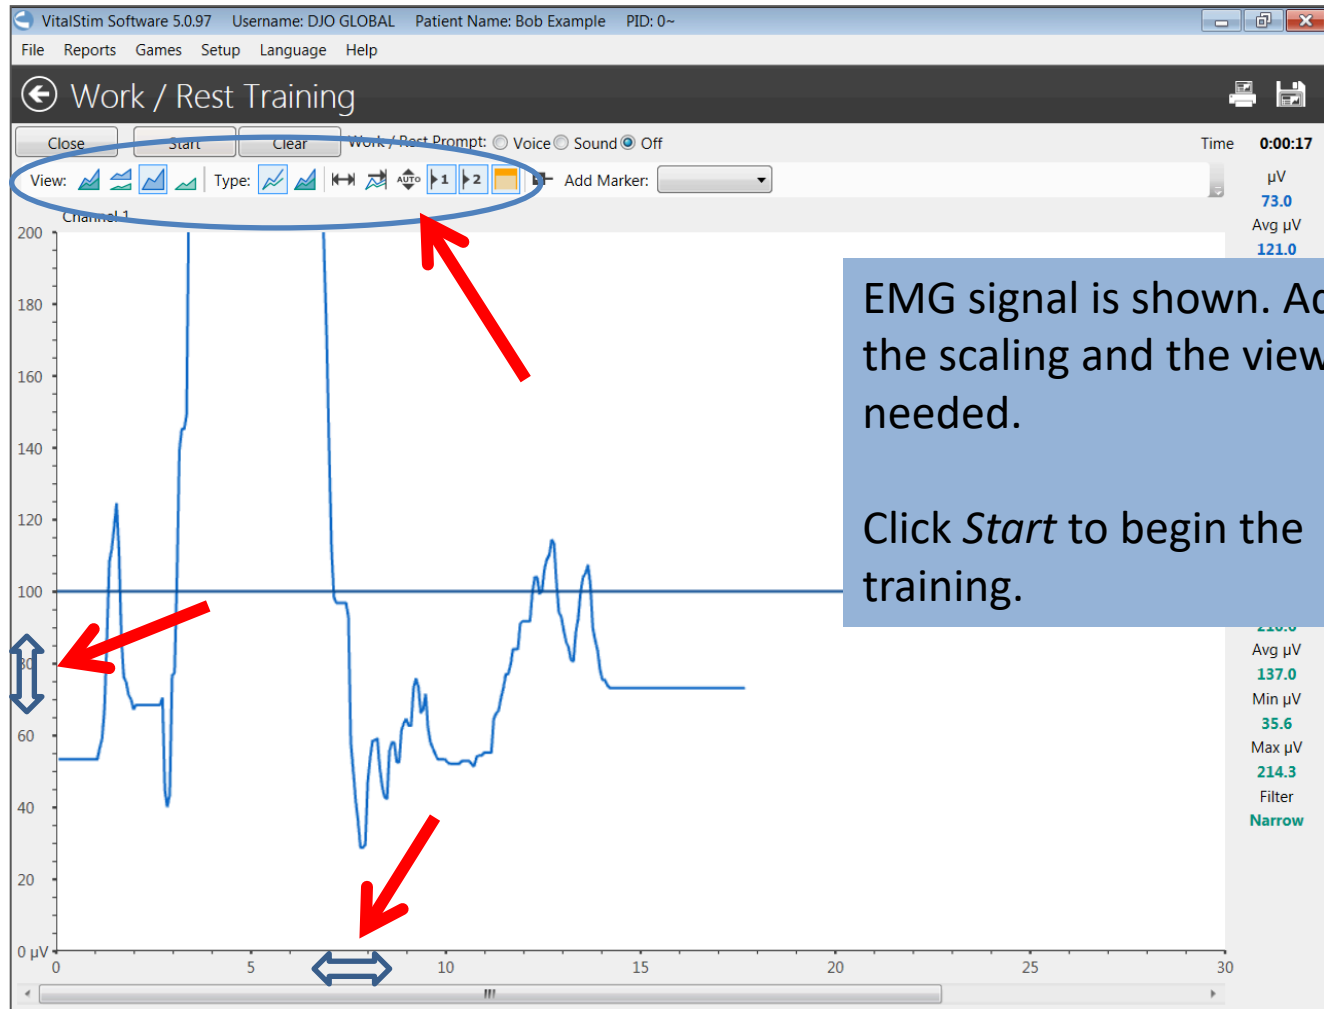 VitalStim Software 5.0.97 Username: DJO GLOBAL Patient Name: Bob Example PID: 0~
File Reports Games Setup Language Help
Work / Rest Training
Close Start Clear Work / Rest Prompt: Voice Sound Off Time 0:00:17
View: Type: AUTO 1 2 Add Marker: µV
73.0
Channel 1 Avg µV
121.0
200
180
160
140
120
100
80
60
40
20
0 µV
0 5 10 15 20 25 30
EMG signal is shown.
the scaling and the view
needed.
Click Start to begin the
training.
Avg µV
137.0
Min µV
35.6
Max µV
214.3
Filter
Narrow